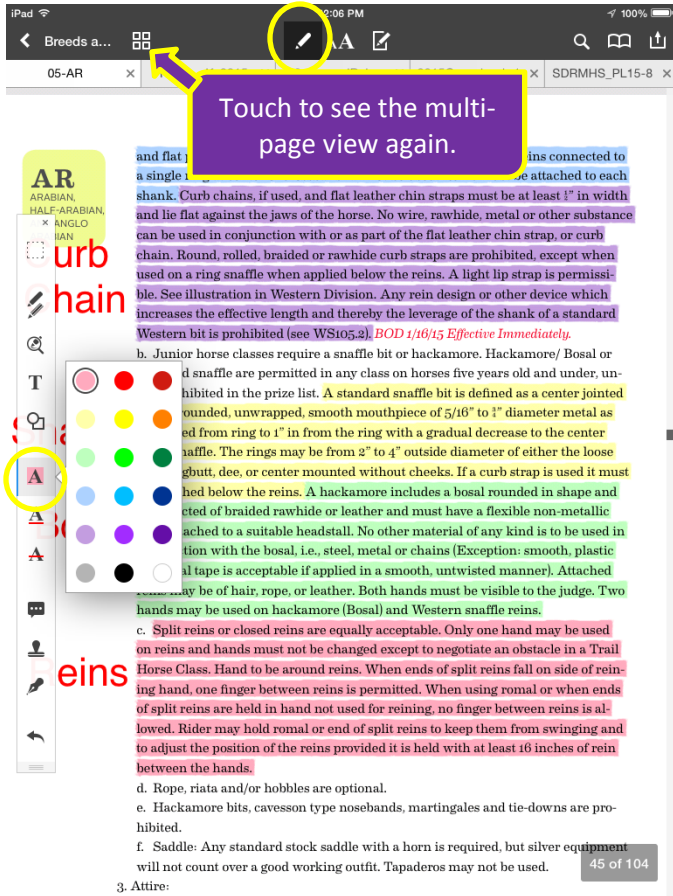 iPad 2:06 PM 100%
Breeds a... AA
05-AR × × SDRMHS_PL15-8 ×
Touch to see the multi-
page view again.
AR
ARABIAN,
HALF-ARABIAN,
ANGLO
and flat eins connected to
a single be attached to each
shank. Curb chains, if used, and flat leather chin straps must be at least ½” in width
and lie flat against the jaws of the horse. No wire, rawhide, metal or other substance
can be used in conjunction with or as part of the flat leather chin strap, or curb
chain. Round, rolled, braided or rawhide curb straps are prohibited, except when
used on a ring snaffle when applied below the reins. A light lip strap is permissi-
ble. See illustration in Western Division. Any rein design or other device which
increases the effective length and thereby the leverage of the shank of a standard
Western bit is prohibited (see WS105.2). BOD 1/16/15 Effective Immediately.
urb
hain
b. Junior horse classes require a snaffle bit or hackamore. Hackamore/ Bosal or
d snaffle are permitted in any class on horses five years old and under, un-
hibited in the prize list. A standard snaffle bit is defined as a center jointed
ounded, unwrapped, smooth mouthpiece of 5/16” to ¾” diameter metal as
ed from ring to 1” in from the ring with a gradual decrease to the center
naffle. The rings may be from 2” to 4” outside diameter of either the loose
gbutt, dee, or center mounted without cheeks. If a curb strap is used it must
hed below the reins. A hackamore includes a bosal rounded in shape and
cted of braided rawhide or leather and must have a flexible non-metallic
ached to a suitable headstall. No other material of any kind is to be used in
tion with the bosal, i.e., steel, metal or chains (Exception: smooth, plastic
al tape is acceptable if applied in a smooth, untwisted manner). Attached
reins may be of hair, rope, or leather. Both hands must be visible to the judge. Two
hands may be used on hackamore (Bosal) and Western snaffle reins.
T
A
A
A
eins
c. Split reins or closed reins are equally acceptable. Only one hand may be used
on reins and hands must not be changed except to negotiate an obstacle in a Trail
Horse Class. Hand to be around reins. When ends of split reins fall on side of rein-
ing hand, one finger between reins is permitted. When using romal or when ends
of split reins are held in hand not used for reining, no finger between reins is al-
lowed. Rider may hold romal or end of split reins to keep them from swinging and
to adjust the position of the reins provided it is held with at least 16 inches of rein
between the hands.
d. Rope, riata and/or hobbles are optional.
e. Hackamore bits, cavesson type nosebands, martingales and tie-downs are pro-
hibited.
f. Saddle: Any standard stock saddle with a horn is required, but silver equipment
will not count over a good working outfit. Tapaderos may not be used.
45 of 104
3. Attire: